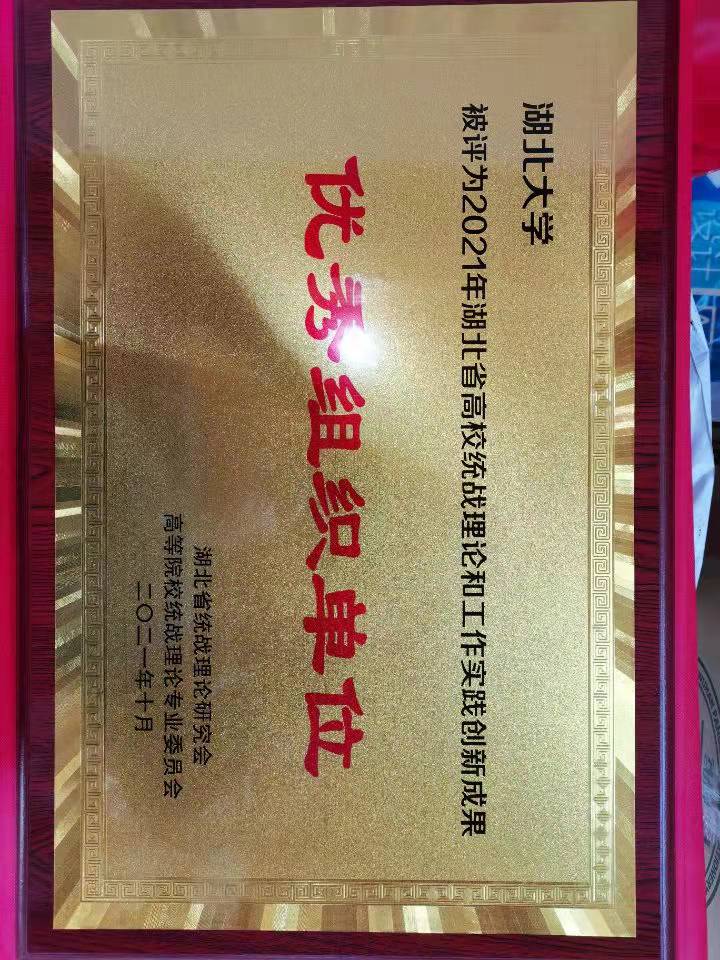 湖北大学
被评为2021年湖北省高校统战理论和工作实践创新成果
优秀组织单位
湖北省统战理论研究会
高等院校统战理论专业委员会
二〇二一年十月